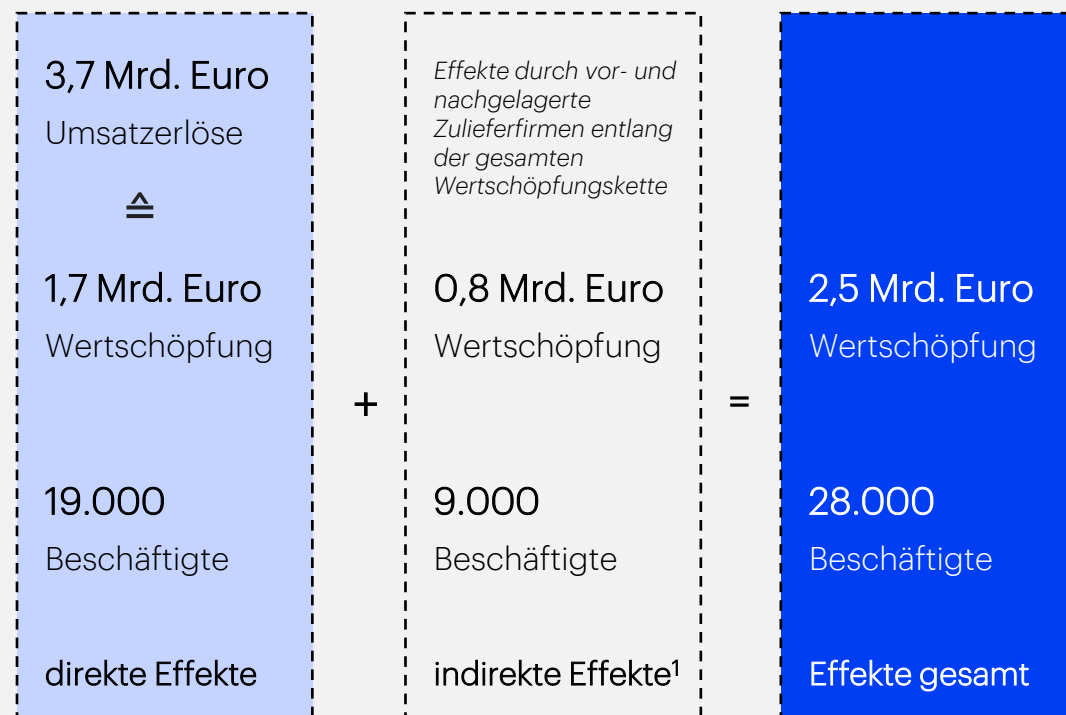 3,7 Mrd. Euro
Umsatzerlöse
≙
1,7 Mrd. Euro
Wertschöpfung
19.000
Beschäftigte
direkte Effekte
+
Effekte durch vor- und
nachgelagerte
Zulieferfirmen entlang
der gesamten
Wertschöpfungskette
0,8 Mrd. Euro
Wertschöpfung
9.000
Beschäftigte
indirekte Effekte¹
=
2,5 Mrd. Euro
Wertschöpfung
28.000
Beschäftigte
Effekte gesamt